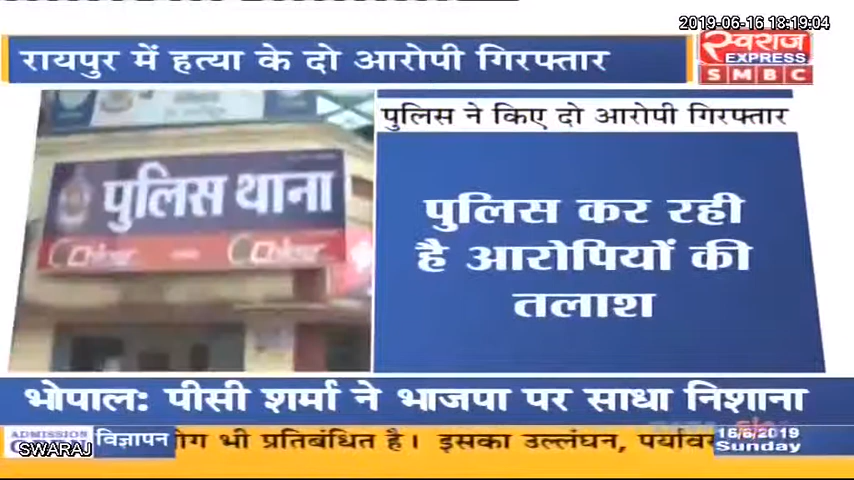 2019-06-16 18:19:04
रायपुर में हत्या के दो आरोपी गिरफ्तार
स्वराज
EXPRESS
SMBC
पुलिस ने किए दो आरोपी गिरफ्तार
पुलिस थाना
पुलिस कर रही
है आरोपियों की
तलाश
भोपाल: पीसी शर्मा ने भाजपा पर साधा निशाना
ADMISSION
SWARAJ
विज्ञापन
भी प्रतिबंधित है। इसका उल्लंघन,
16/6/2019
Sunday